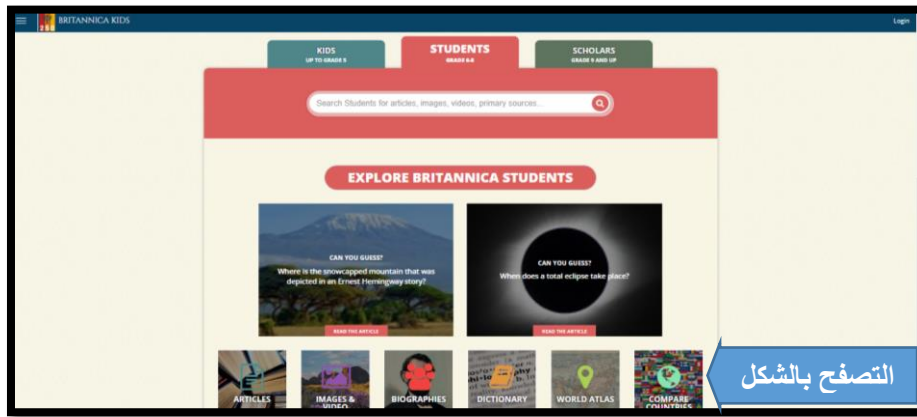 BRITANNICA KIDS
Login
KIDS
UP TO GRADE 5
STUDENTS
GRADE 6-8
SCHOLARS
GRADE 9 AND UP
Search Students for articles, images, videos, primary sources...
EXPLORE BRITANNICA STUDENTS
CAN YOU GUESS?
Where is the snowcapped mountain that was
depicted in an Ernest Hemingway story?
READ THE ARTICLE
CAN YOU GUESS?
When does a total eclipse take place?
READ THE ARTICLE
ARTICLES
IMAGES &
VIDEO
BIOGRAPHIES
DICTIONARY
WORLD ATLAS
COMPARE
COUNTRIES
التصفح بالشكل